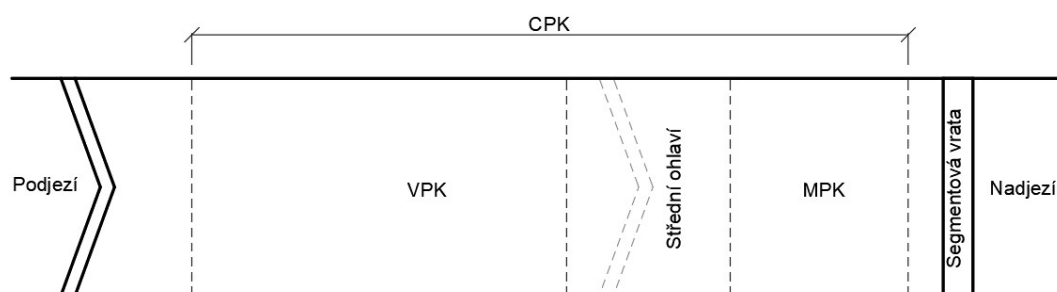 CPK
Podjezí
VPK
Střední ohlaví
MPK
Segmentová vrata
Nadjezí